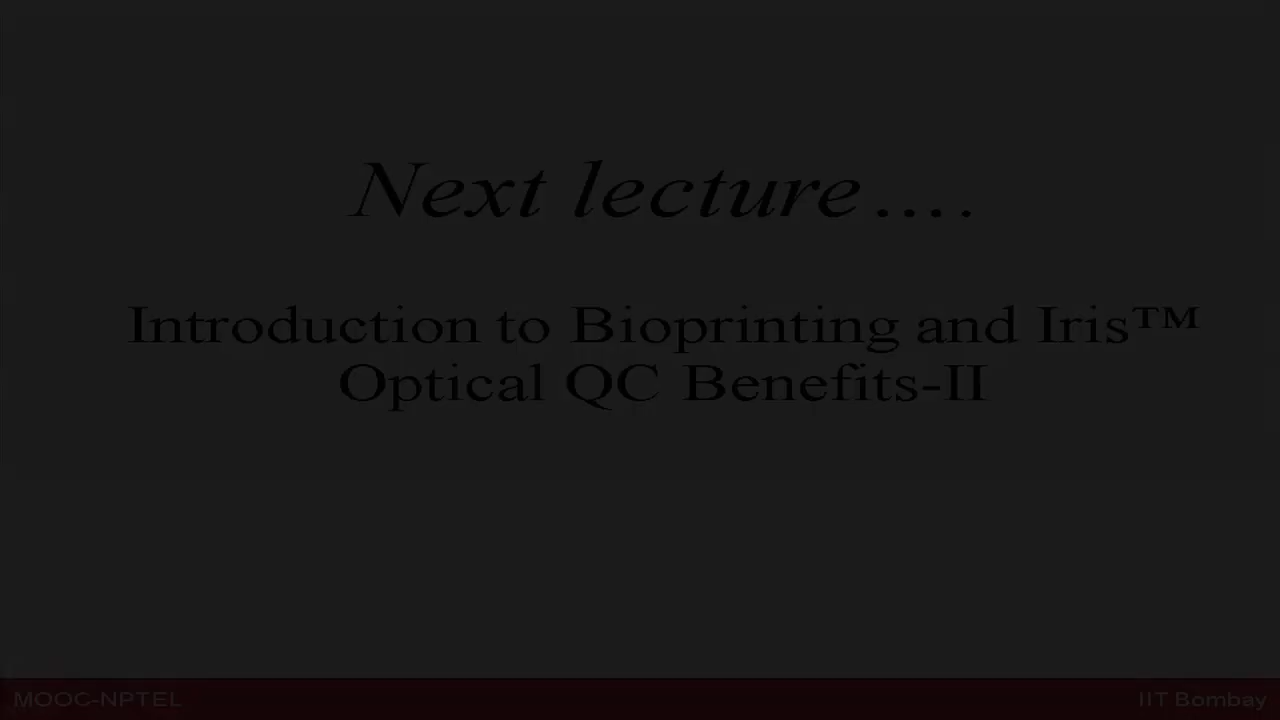 Next lecture….
Introduction to Bioprinting and Iris™
Optical QC Benefits-II
MOOC-NPTEL
IIT Bombay